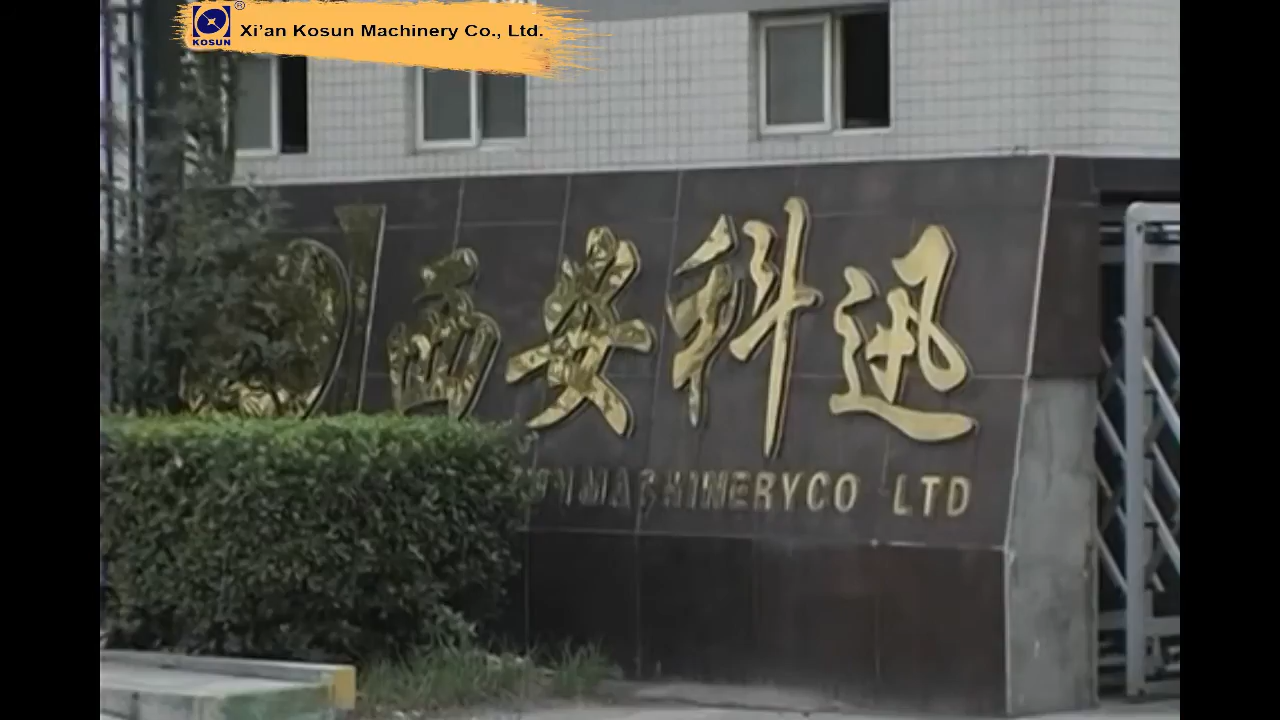 KOSUN
®
Xi'an Kosun Machinery Co., Ltd.
西安科迅
MACHINERYCO LTD